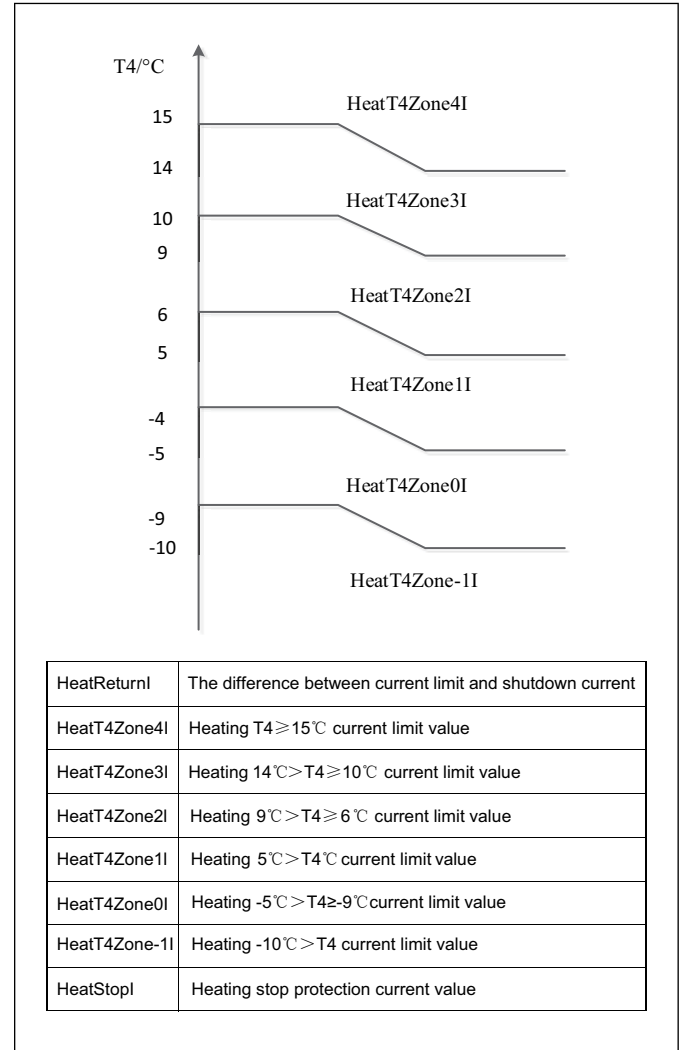 T4/°C
HeatT4Zone4I
15
14
HeatT4Zone3I
10
9
HeatT4Zone2I
6
5
HeatT4Zone1I
-4
-5
HeatT4Zone0I
-9
-10
HeatT4Zone-1I
HeatReturnI The difference between current limit and shutdown current
HeatT4Zone4I Heating T4≥15℃ current limit value
HeatT4Zone3I Heating 14℃>T4≥10℃ current limit value
HeatT4Zone2I Heating 9℃>T4≥6℃ current limit value
HeatT4Zone1I Heating 5℃>T4℃ current limit value
HeatT4Zone0I Heating -5℃>T4≥-9℃current limit value
HeatT4Zone-1I Heating -10℃>T4 current limit value
HeatStopI Heating stop protection current value